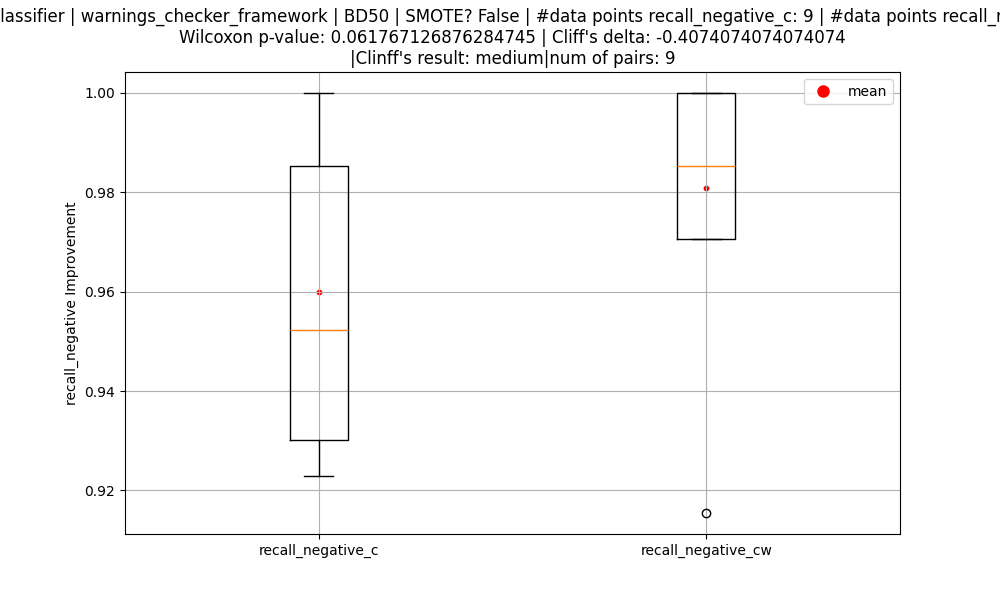 lassifier | warnings_checker_framework | BD50 | SMOTE? False | #data points recall_negative_c: 9 | #data points recall_r
Wilcoxon p-value: 0.061767126876284745 | Cliff's delta: -0.4074074074074074
|Clinff's result: medium|num of pairs: 9
mean
1.00
0.98
0.96
0.94
0.92
recall_negative Improvement
recall_negative_c
recall_negative_cw